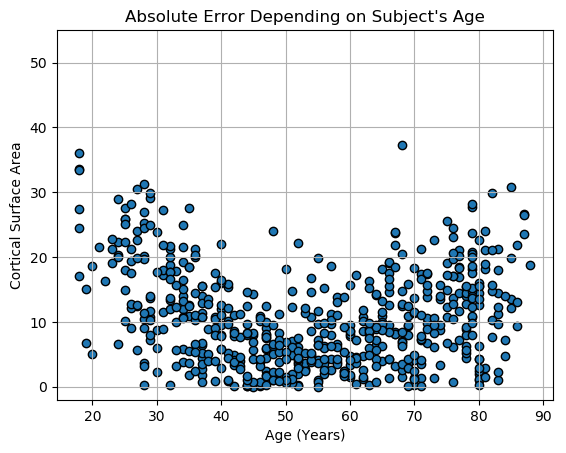 Absolute Error Depending on Subject's Age
50
40
30
20
10
0
Cortical Surface Area
20 30 40 50 60 70 80 90
Age (Years)